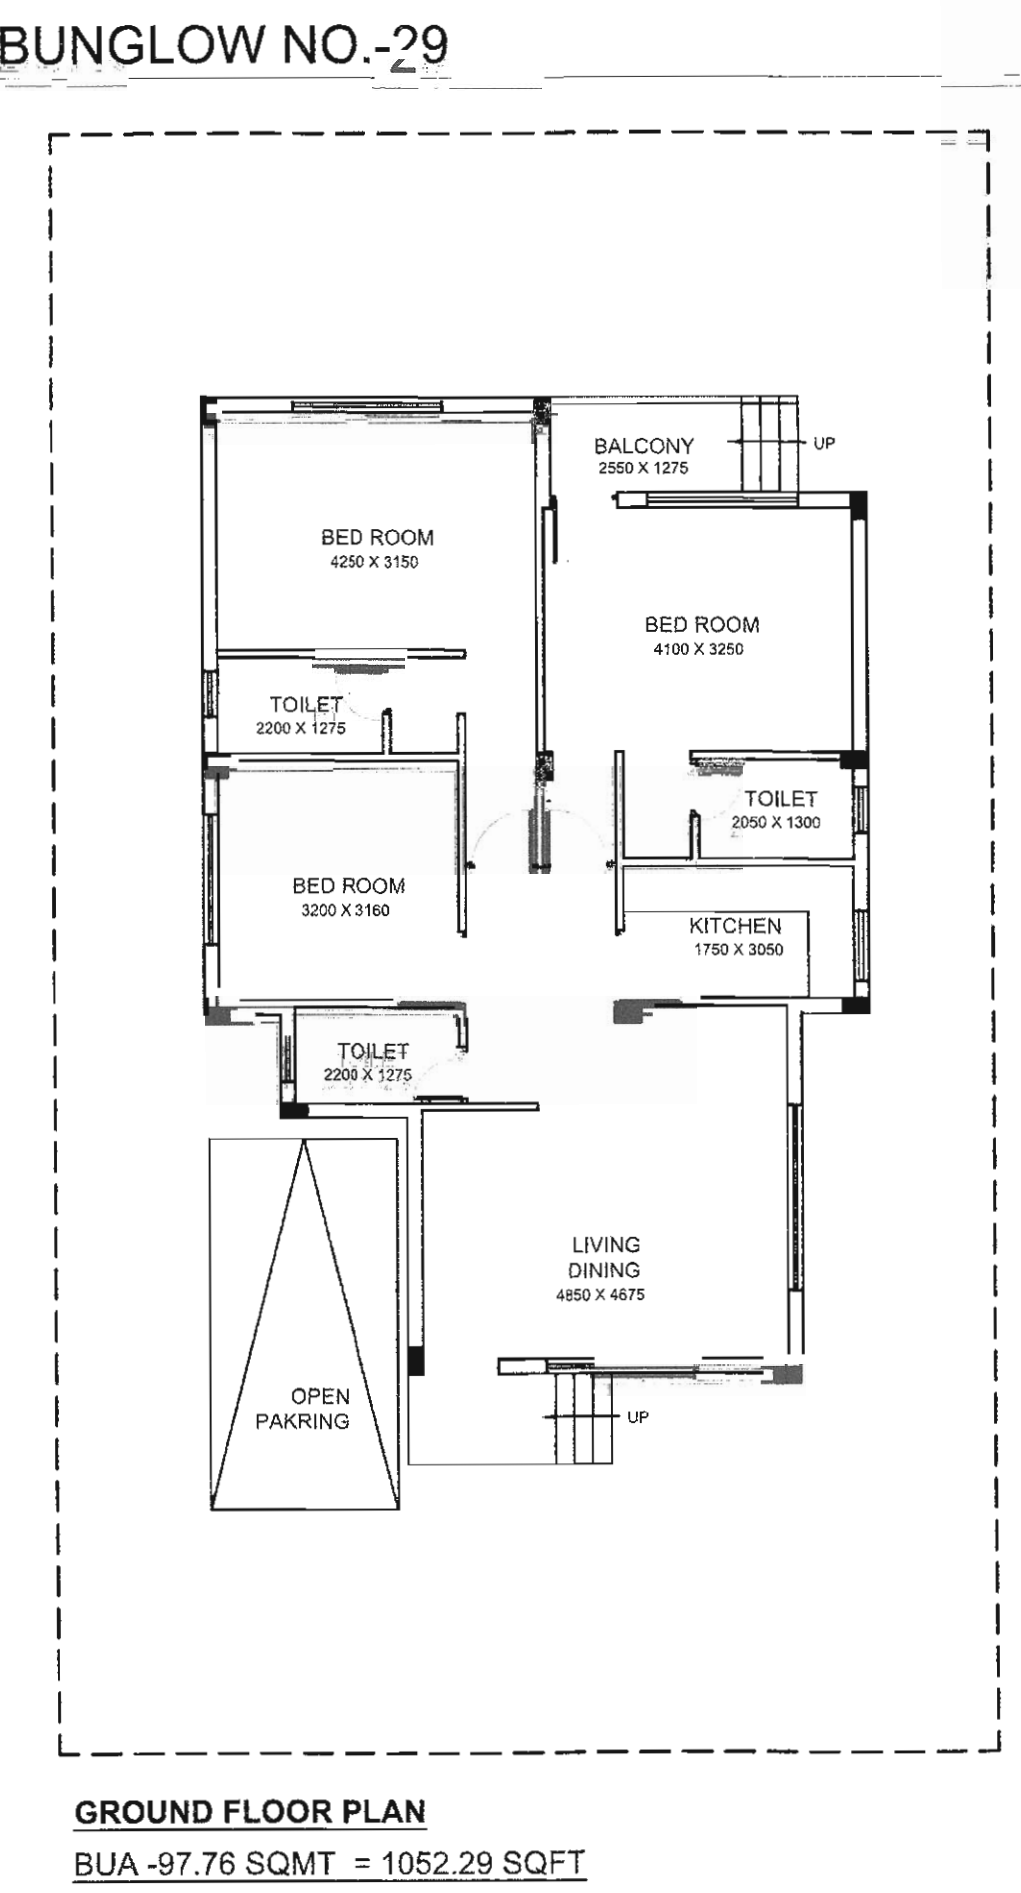 BUNGLOW NO.-29
BALCONY
2550 X 1275
UP
BED ROOM
4250 X 3150
BED ROOM
4100 X 3250
TOILET
2200 X 1275
TOILET
2050 X 1300
BED ROOM
3200 X 3160
KITCHEN
1750 X 3050
TOILET
2200 X 1275
LIVING
DINING
4850 X 4675
OPEN
PAKRING
UP
GROUND FLOOR PLAN
BUA -97.76 SQMT = 1052.29 SQFT